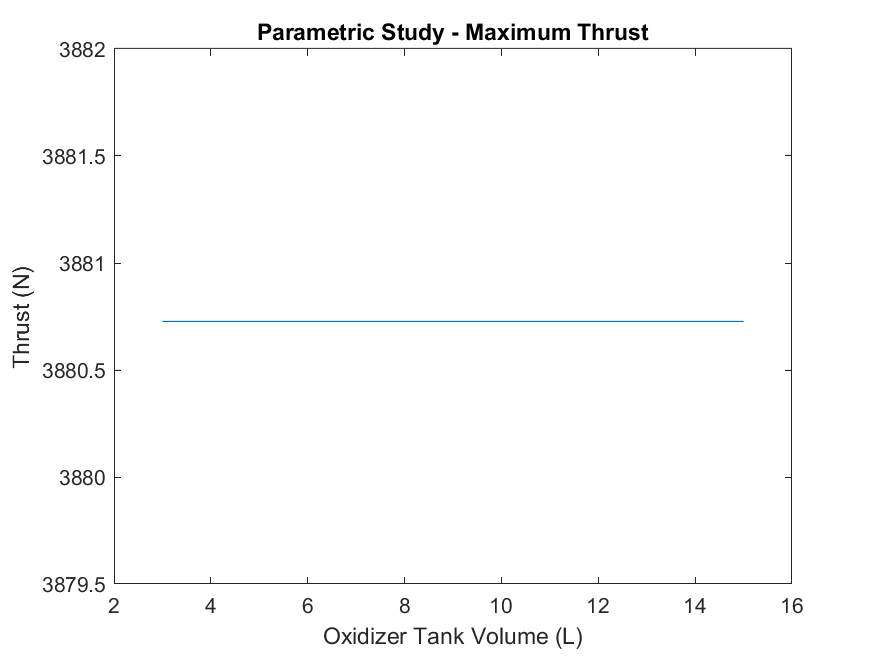 Parametric Study - Maximum Thrust
3882
3881.5
3881
3880.5
3880
3879.5
Thrust (N)
2 4 6 8 10 12 14 16
Oxidizer Tank Volume (L)